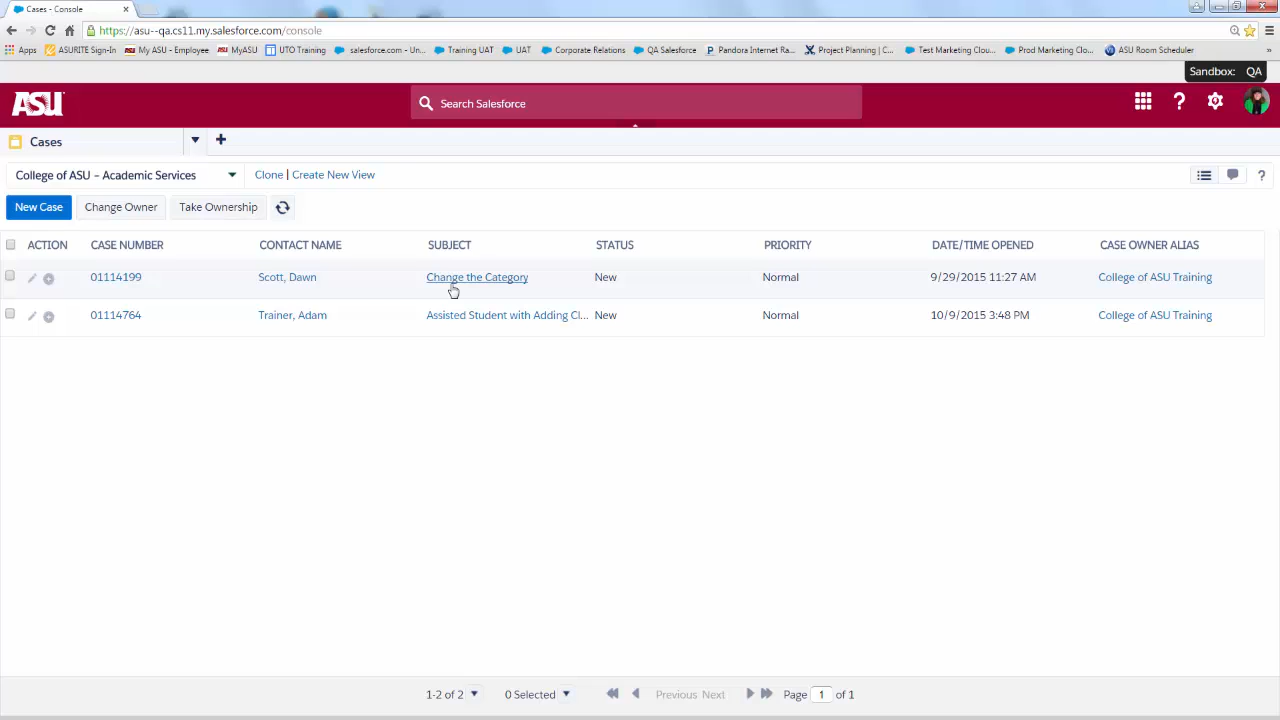 Cases - Console
https://asu--qa.cs11.my.salesforce.com/console
Apps ASURITE Sign-In My ASU - Employee MyASU UTO Training salesforce.com - Un... Training UAT UAT Corporate Relations QA Salesforce Pandora Internet Ra... Project Planning | C... Test Marketing Clou... Prod Marketing Clou... ASU Room Scheduler »
Sandbox: QA
ASU Search Salesforce ?
Cases
College of ASU – Academic Services Clone | Create New View ?
New Case Change Owner Take Ownership
ACTION CASE NUMBER CONTACT NAME SUBJECT STATUS PRIORITY DATE/TIME OPENED CASE OWNER ALIAS
01114199 Scott, Dawn Change the Category New Normal 9/29/2015 11:27 AM College of ASU Training
01114764 Trainer, Adam Assisted Student with Adding Cl... New Normal 10/9/2015 3:48 PM College of ASU Training
1-2 of 2 0 Selected Previous Next Page 1 of 1